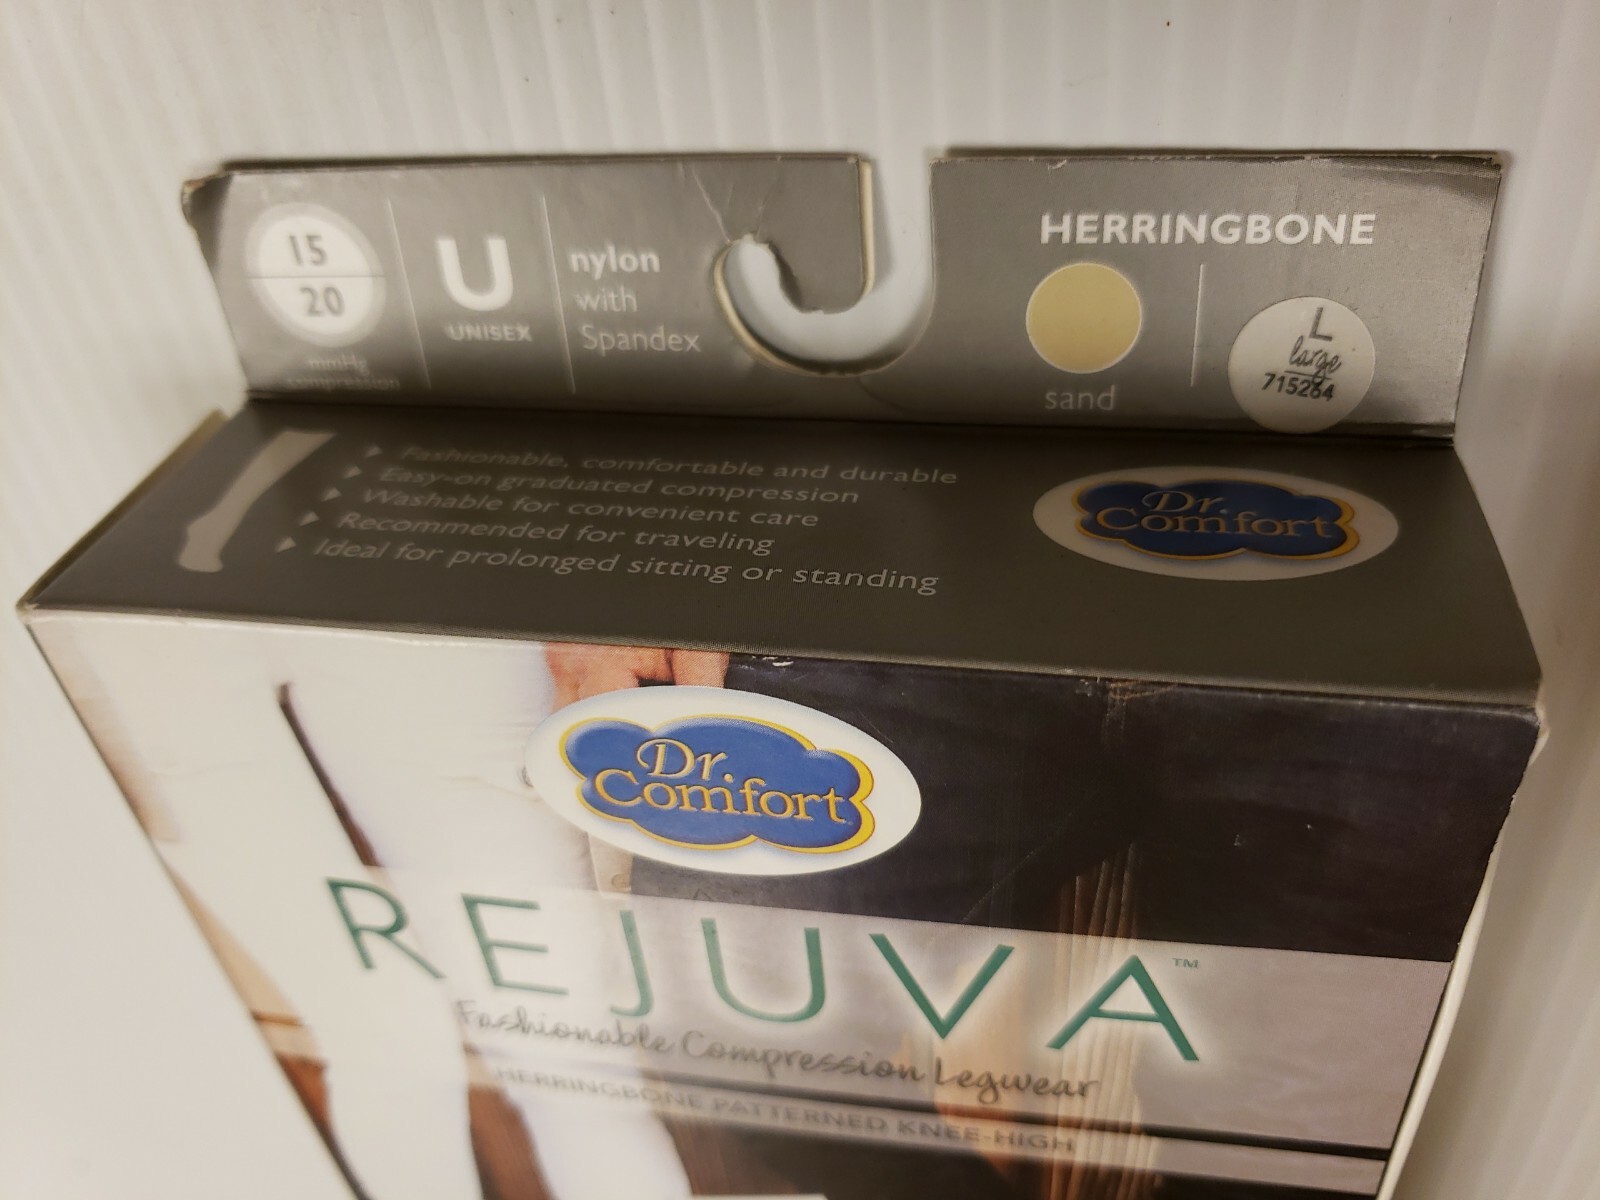 15
20
mmHg
compression
U
UNISEX
nylon
with
Spandex
HERRINGBONE
sand
L
large
715264
Fashionable, comfortable and durable
Easy-on graduated compression
Washable for convenient care
Recommended for traveling
Ideal for prolonged sitting or standing
Dr.
Comfort
Dr.
Comfort
REJUVA™
Fashionable Compression Legwear
HERRINGBONE PATTERNED KNEE-HIGH